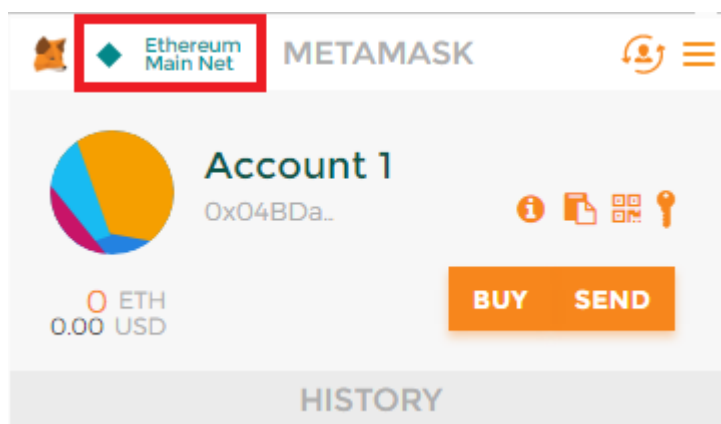 Ethereum
Main Net
METAMASK
Account 1
0x04BDa..
0 ETH
0.00 USD
BUY
SEND
HISTORY